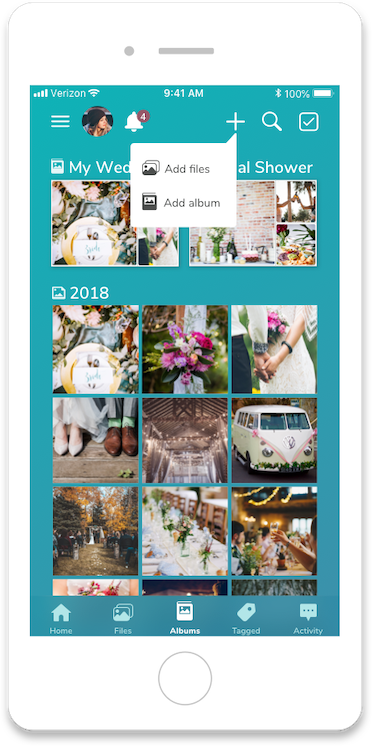 Verizon 9:41 AM 100%
4
Add files
Add album
My Wed al Shower
Bride
2018
Bride
Home Files Albums Tagged Activity